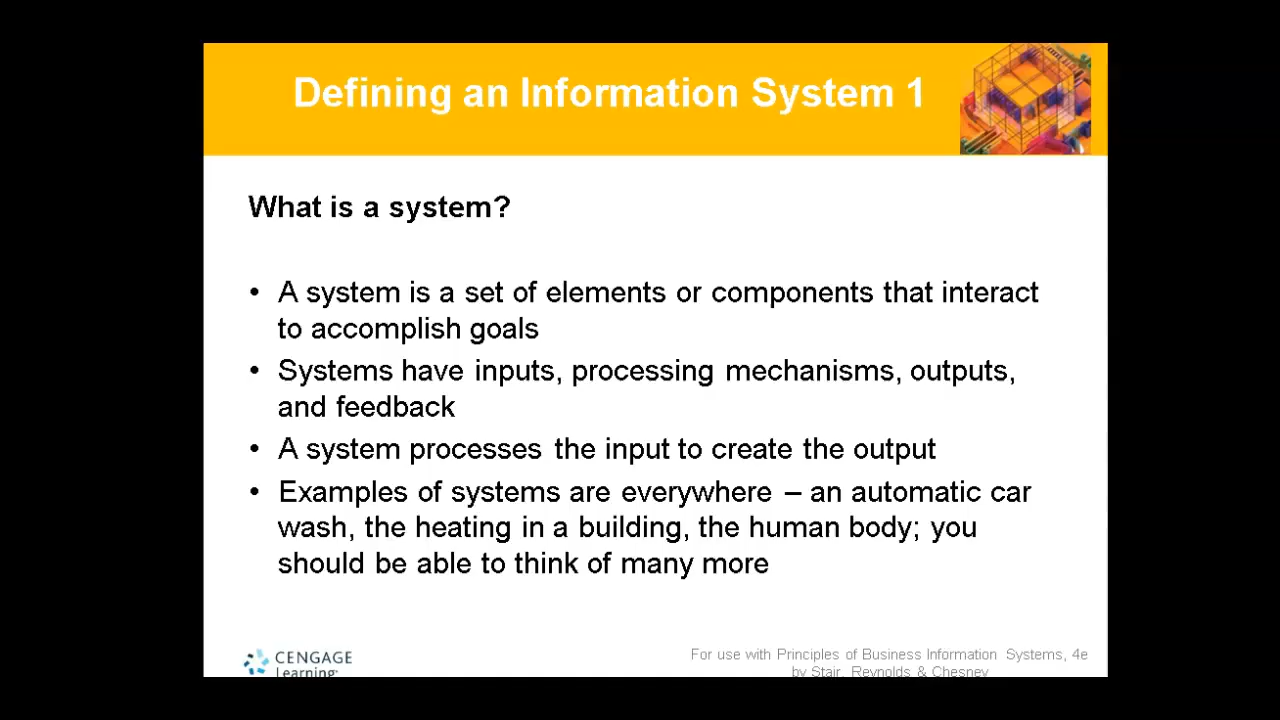 Defining an Information System 1
What is a system?
• A system is a set of elements or components that interact
to accomplish goals
• Systems have inputs, processing mechanisms, outputs,
and feedback
• A system processes the input to create the output
• Examples of systems are everywhere – an automatic car
wash, the heating in a building, the human body; you
should be able to think of many more
CENGAGE
Learning
For use with Principles of Business Information Systems, 4e
by Stair, Reynolds & Chesney